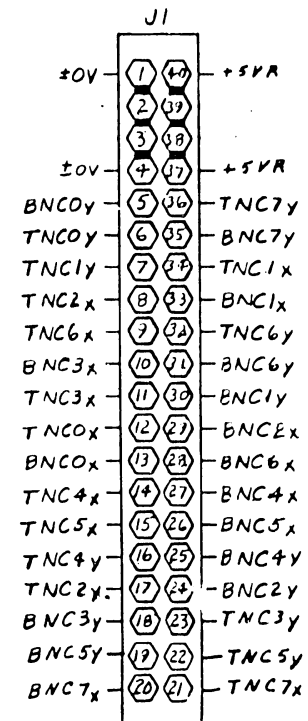 J1
±0V 1 40 +5VR
2 39
3 38
±0V 4 37 +5VR
BNC0y 5 36 TNC7y
TNC0y 6 35 BNC7y
TNC1y 7 34 TNC1x
TNC2x 8 33 BNC1x
TNC6x 9 32 TNC6y
BNC3x 10 31 BNC6y
TNC3x 11 30 BNC1y
TNC0x 12 29 BNC2x
BNC0x 13 28 BNC6x
TNC4x 14 27 BNC4x
TNC5x 15 26 BNC5x
TNC4y 16 25 BNC4y
TNC2y 17 24 BNC2y
BNC3y 18 23 TNC3y
BNC5y 19 22 TNC5y
BNC7x 20 21 TNC7x